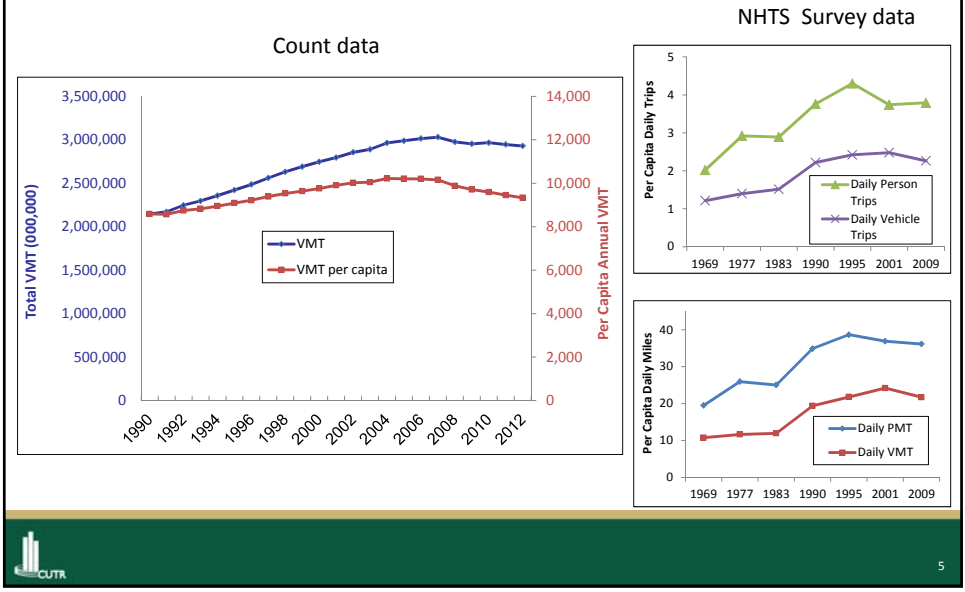 NHTS  Survey data
Count data
Total VMT (000,000)
3,500,000
3,000,000
2,500,000
2,000,000
1,500,000
1,000,000
500,000
0
14,000
12,000
10,000
8,000
6,000
4,000
2,000
0
Per Capita Annual VMT
VMT
VMT per capita
1990
1992
1994
1996
1998
2000
2002
2004
2006
2008
2010
2012
Per Capita Daily Trips
5
4
3
2
1
0
Daily Person
Trips
Daily Vehicle
Trips
1969 1977 1983 1990 1995 2001 2009
Per Capita Daily Miles
40
30
20
10
0
Daily PMT
Daily VMT
1969 1977 1983 1990 1995 2001 2009
CUTR
5